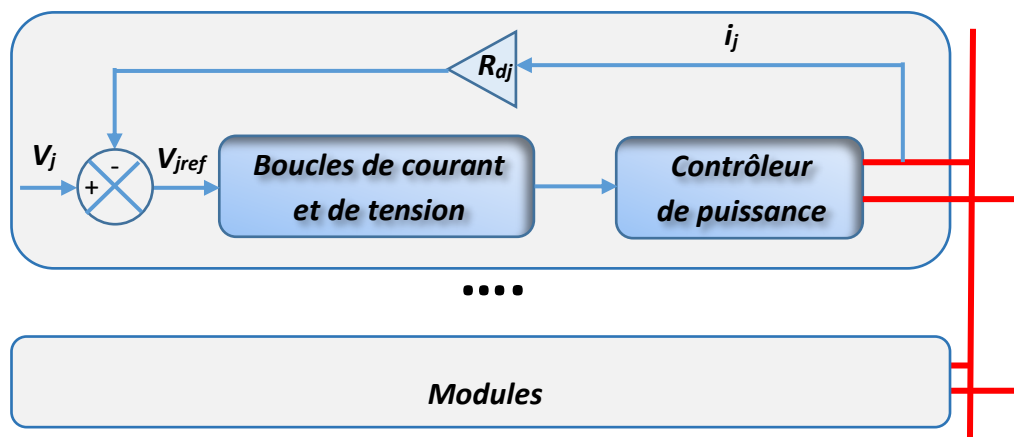 i_j
R_dj
V_j
-
+
V_jref
Boucles de courant
et de tension
Contrôleur
de puissance
....
Modules